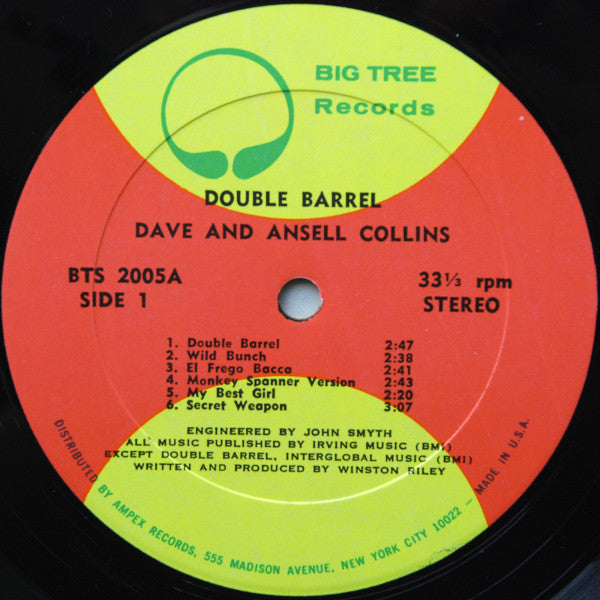 BIG TREE
Records
DOUBLE BARREL
DAVE AND ANSELL COLLINS
BTS 2005A
SIDE 1
33⅓ rpm
STEREO
1. Double Barrel 2:47
2. Wild Bunch 2:38
3. El Frego Bacca 2:41
4. Monkey Spanner Version 2:43
5. My Best Girl 2:20
6. Secret Weapon 3:07
ENGINEERED BY JOHN SMYTH
ALL MUSIC PUBLISHED BY IRVING MUSIC (BMI)
EXCEPT DOUBLE BARREL, INTERGLOBAL MUSIC (BMI)
WRITTEN AND PRODUCED BY WINSTON RILEY
DISTRIBUTED BY AMPEX RECORDS, 555 MADISON AVENUE, NEW YORK CITY 10022 – MADE IN U.S.A.